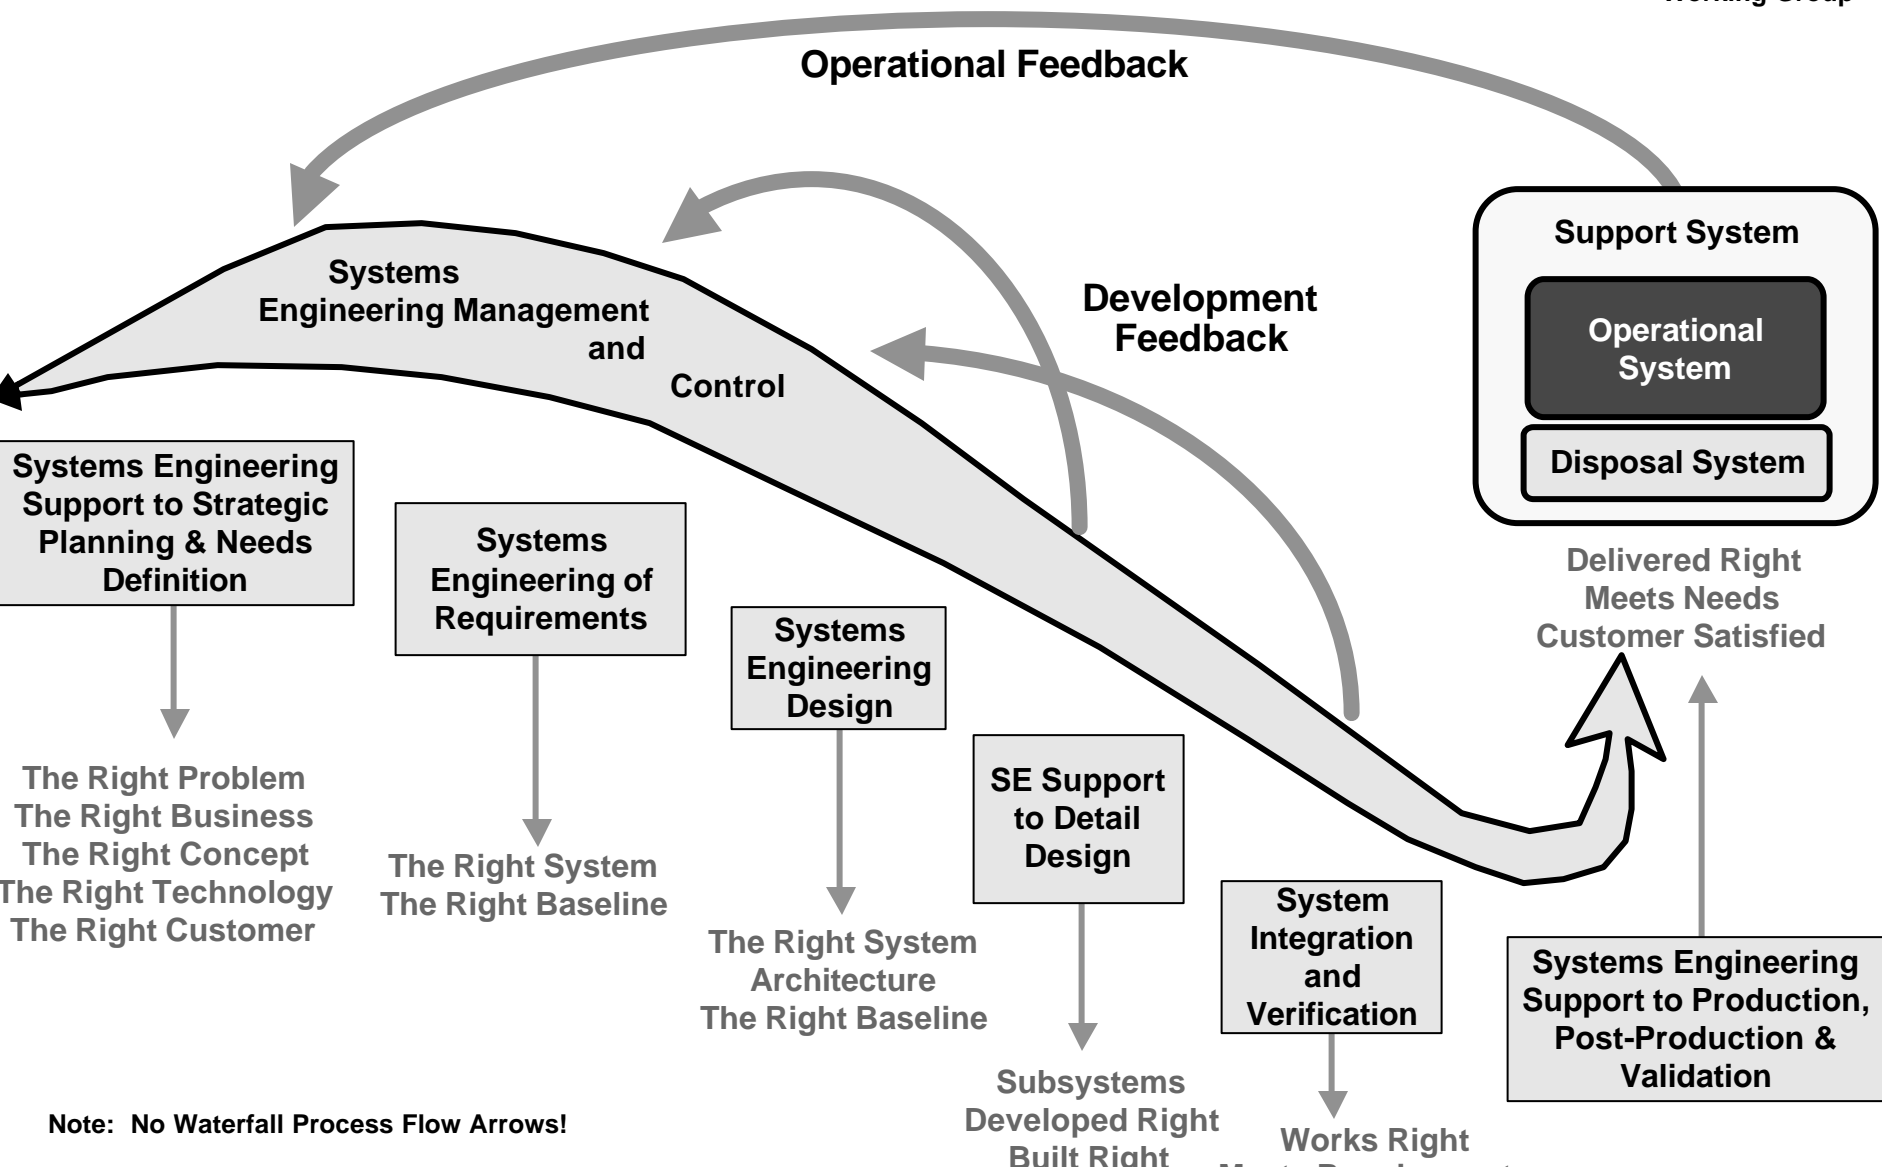 Working Group
Operational Feedback
Systems
Engineering Management
and
Control
Development
Feedback
Support System
Operational
System
Disposal System
Delivered Right
Meets Needs
Customer Satisfied
Systems Engineering
Support to Strategic
Planning & Needs
Definition
The Right Problem
The Right Business
The Right Concept
The Right Technology
The Right Customer
Systems
Engineering of
Requirements
The Right System
The Right Baseline
Systems
Engineering
Design
The Right System
Architecture
The Right Baseline
SE Support
to Detail
Design
Subsystems
Developed Right
Built Right
System
Integration
and
Verification
Works Right
Systems Engineering
Support to Production,
Post-Production &
Validation
Note: No Waterfall Process Flow Arrows!